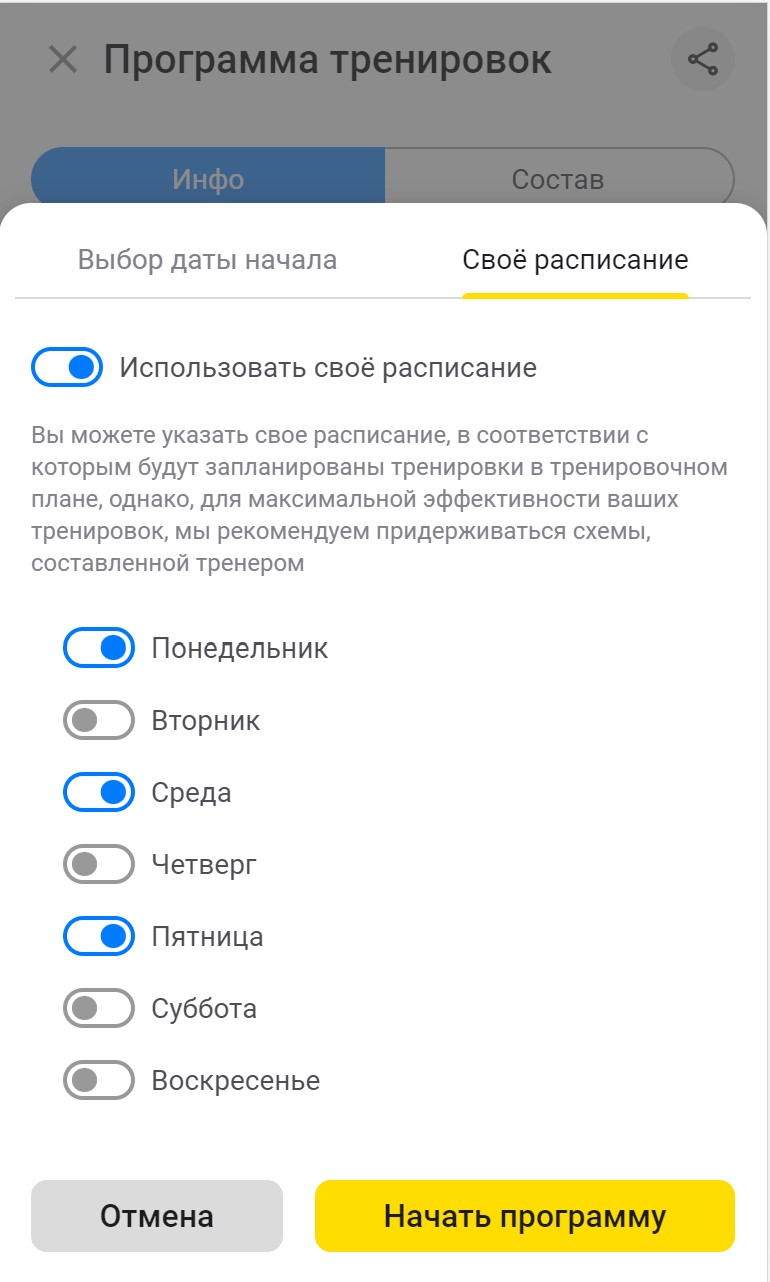 Программа тренировок
Инфо
Состав
Выбор даты начала
Своё расписание
Использовать своё расписание
Вы можете указать свое расписание, в соответствии с
которым будут запланированы тренировки в тренировочном
плане, однако, для максимальной эффективности ваших
тренировок, мы рекомендуем придерживаться схемы,
составленной тренером
Понедельник
Вторник
Среда
Четверг
Пятница
Суббота
Воскресенье
Отмена
Начать программу